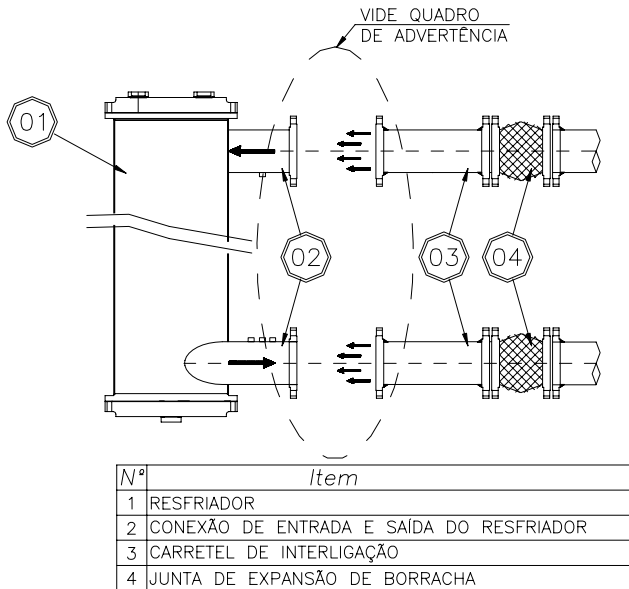 VIDE QUADRO
DE ADVERTÊNCIA
01
02
03
04
Nº Item
1 RESFRIADOR
2 CONEXÃO DE ENTRADA E SAÍDA DO RESFRIADOR
3 CARRETEL DE INTERLIGAÇÃO
4 JUNTA DE EXPANSÃO DE BORRACHA